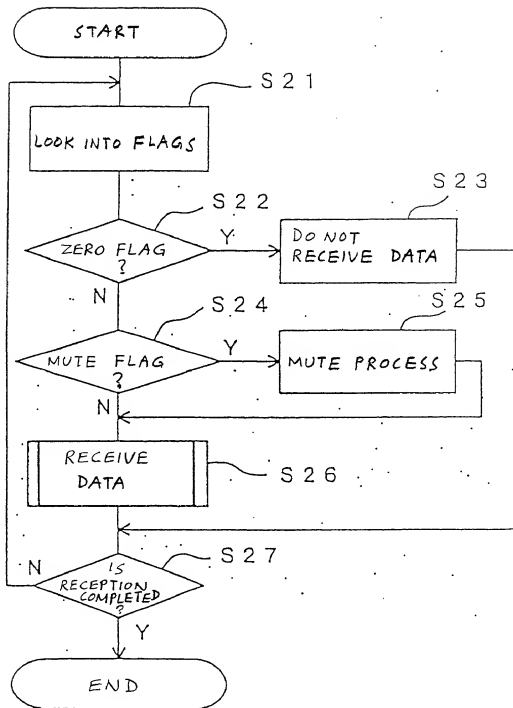 START
S21
LOOK INTO FLAGS
S22
ZERO FLAG
?
Y
N
S23
DO NOT
RECEIVE DATA
S24
MUTE FLAG
?
Y
N
S25
MUTE PROCESS
RECEIVE
DATA
S26
S27
IS
RECEPTION
COMPLETED
?
N
Y
END